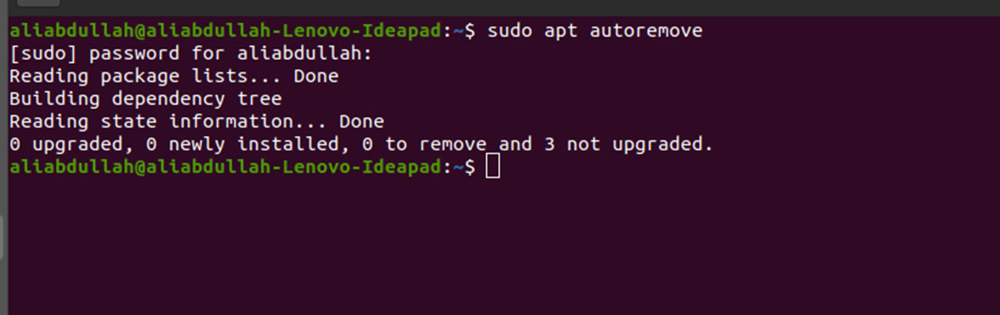 aliabdullah@aliabdullah-Lenovo-Ideapad:~$ sudo apt autoremove
[sudo] password for aliabdullah:
Reading package lists... Done
Building dependency tree
Reading state information... Done
0 upgraded, 0 newly installed, 0 to remove and 3 not upgraded.
aliabdullah@aliabdullah-Lenovo-Ideapad:~$